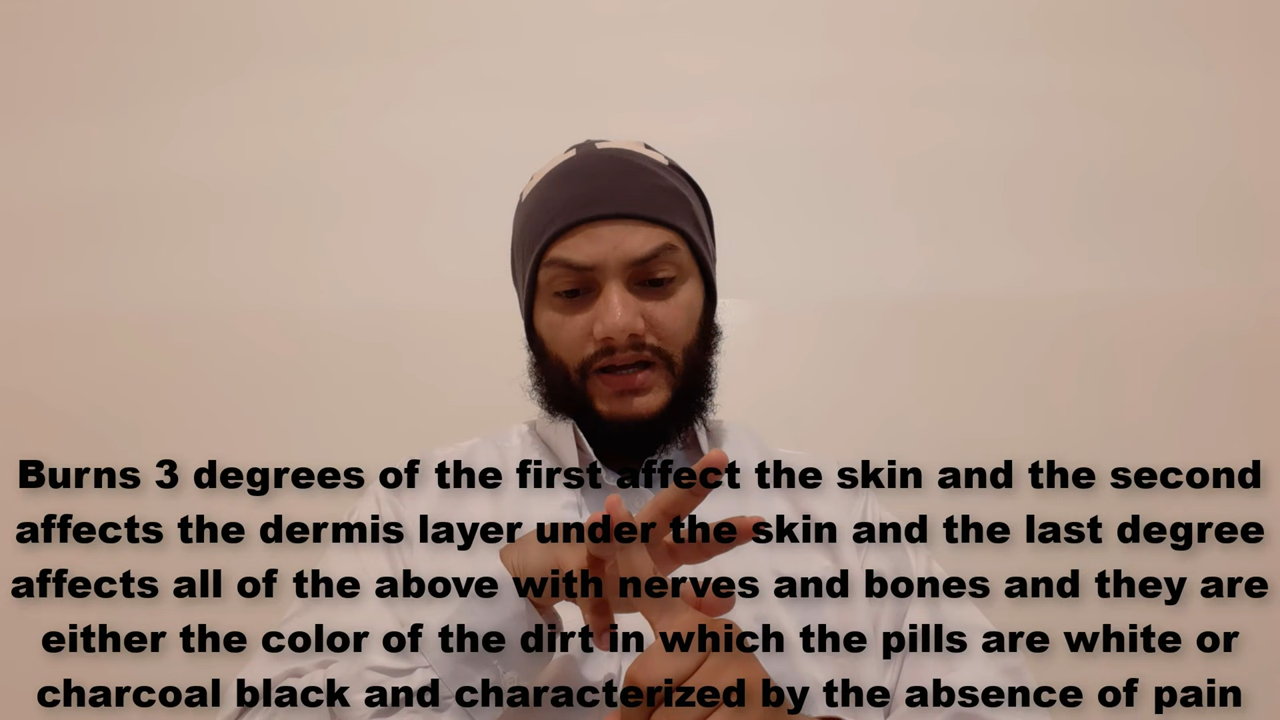 Burns 3 degrees of the first affect the skin and the second
affects the dermis layer under the skin and the last degree
affects all of the above with nerves and bones and they are
either the color of the dirt in which the pills are white or
charcoal black and characterized by the absence of pain